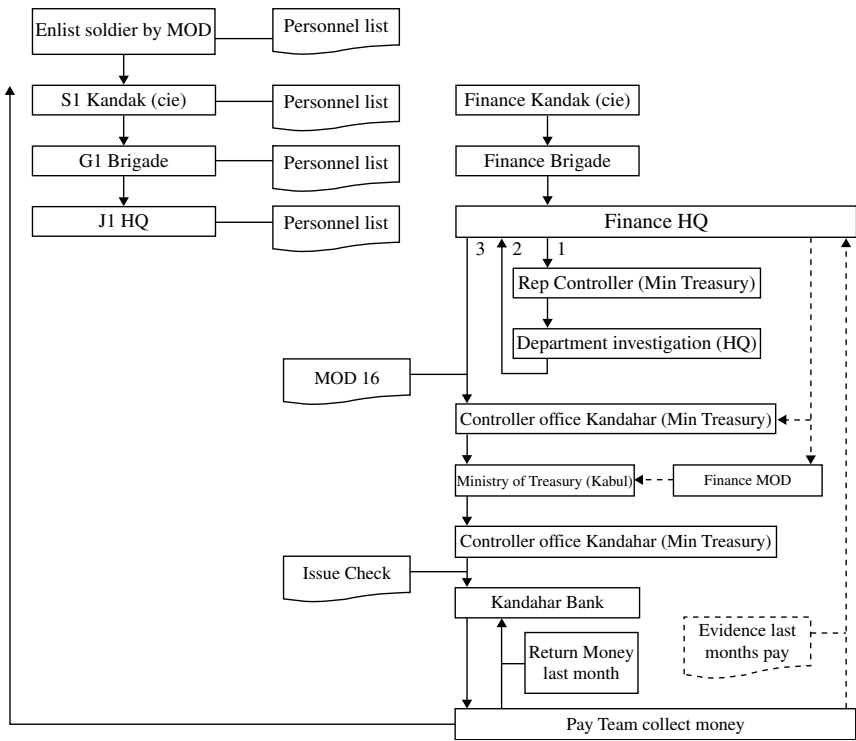 Enlist soldier by MOD
Personnel list
S1 Kandak (cie)
Personnel list
G1 Brigade
Personnel list
J1 HQ
Personnel list
Finance Kandak (cie)
Finance Brigade
Finance HQ
3
2
1
Rep Controller (Min Treasury)
Department investigation (HQ)
MOD 16
Controller office Kandahar (Min Treasury)
Ministry of Treasury (Kabul)
Finance MOD
Controller office Kandahar (Min Treasury)
Issue Check
Kandahar Bank
Return Money
last month
Evidence last
months pay
Pay Team collect money